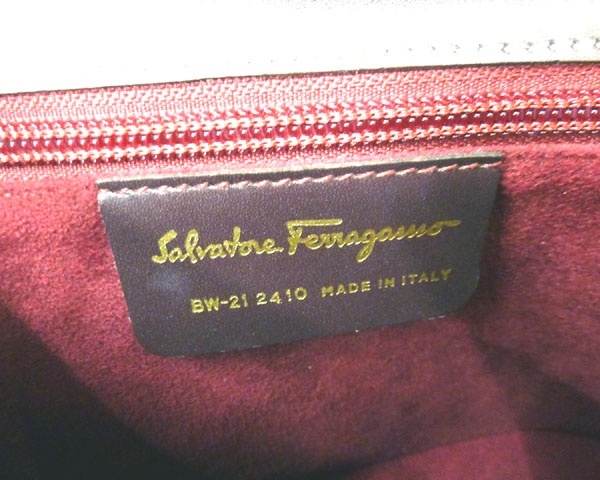 Salvatore Ferragamo
BW-21 2410 MADE IN ITALY